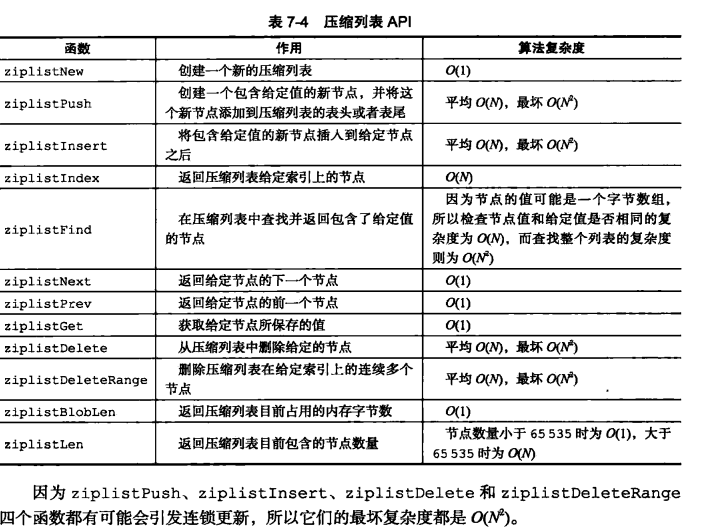 表 7-4 压缩列表 API
函数 作用 算法复杂度
ziplistNew 创建一个新的压缩列表 O(1)
ziplistPush 创建一个包含给定值的新节点，并将这个新节点添加到压缩列表的表头或者表尾 平均 O(N)，最坏 O(N²)
ziplistInsert 将包含给定值的新节点插入到给定节点之后 平均 O(N)，最坏 O(N²)
ziplistIndex 返回压缩列表给定索引上的节点 O(N)
ziplistFind 在压缩列表中查找并返回包含了给定值的节点 因为节点的值可能是一个字节数组，所以检查节点值和给定值是否相同的复杂度为 O(N)，而查找整个列表的复杂度则为 O(N²)
ziplistNext 返回给定节点的下一个节点 O(1)
ziplistPrev 返回给定节点的前一个节点 O(1)
ziplistGet 获取给定节点所保存的值 O(1)
ziplistDelete 从压缩列表中删除给定的节点 平均 O(N)，最坏 O(N²)
ziplistDeleteRange 删除压缩列表在给定索引上的连续多个节点 平均 O(N)，最坏 O(N²)
ziplistBlobLen 返回压缩列表目前占用的内存字节数 O(1)
ziplistLen 返回压缩列表目前包含的节点数量 节点数量小于 65 535 时为 O(1)，大于 65 535 时为 O(N)
因为 ziplistPush、ziplistInsert、ziplistDelete 和 ziplistDeleteRange
四个函数都有可能会引发连锁更新，所以它们的最坏复杂度都是 O(N²)。